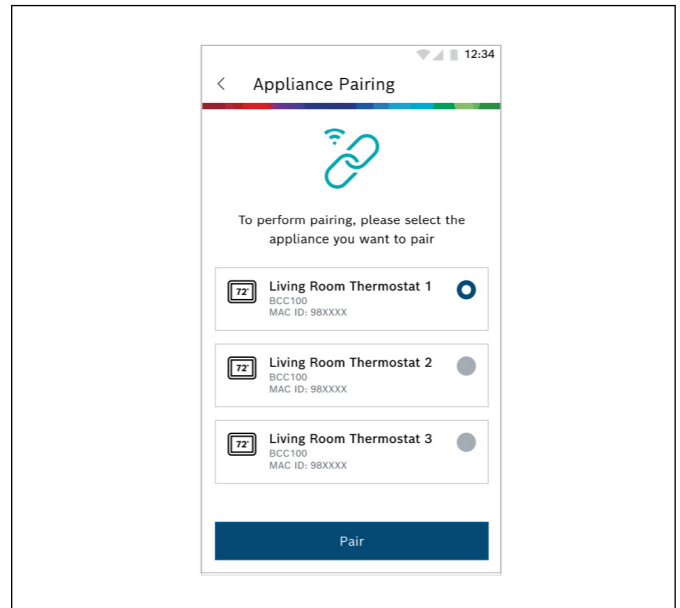 12:34
Appliance Pairing
To perform pairing, please select the
appliance you want to pair
72°
Living Room Thermostat 1
BCC100
MAC ID: 98XXXX
72°
Living Room Thermostat 2
BCC100
MAC ID: 98XXXX
72°
Living Room Thermostat 3
BCC100
MAC ID: 98XXXX
Pair